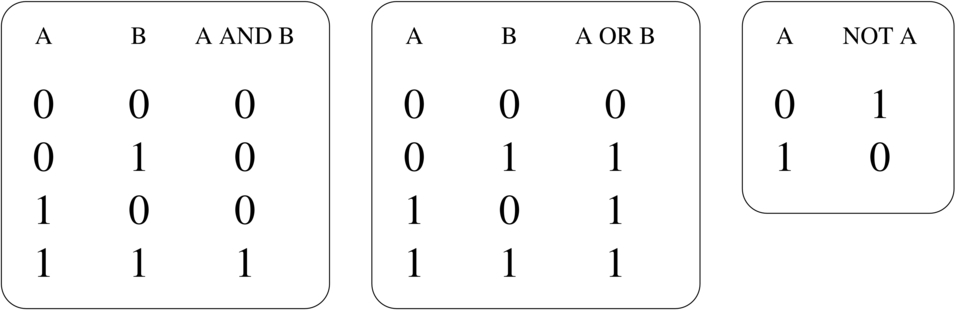 A B A AND B
0 0 0
0 1 0
1 0 0
1 1 1
A B A OR B
0 0 0
0 1 1
1 0 1
1 1 1
A NOT A
0 1
1 0